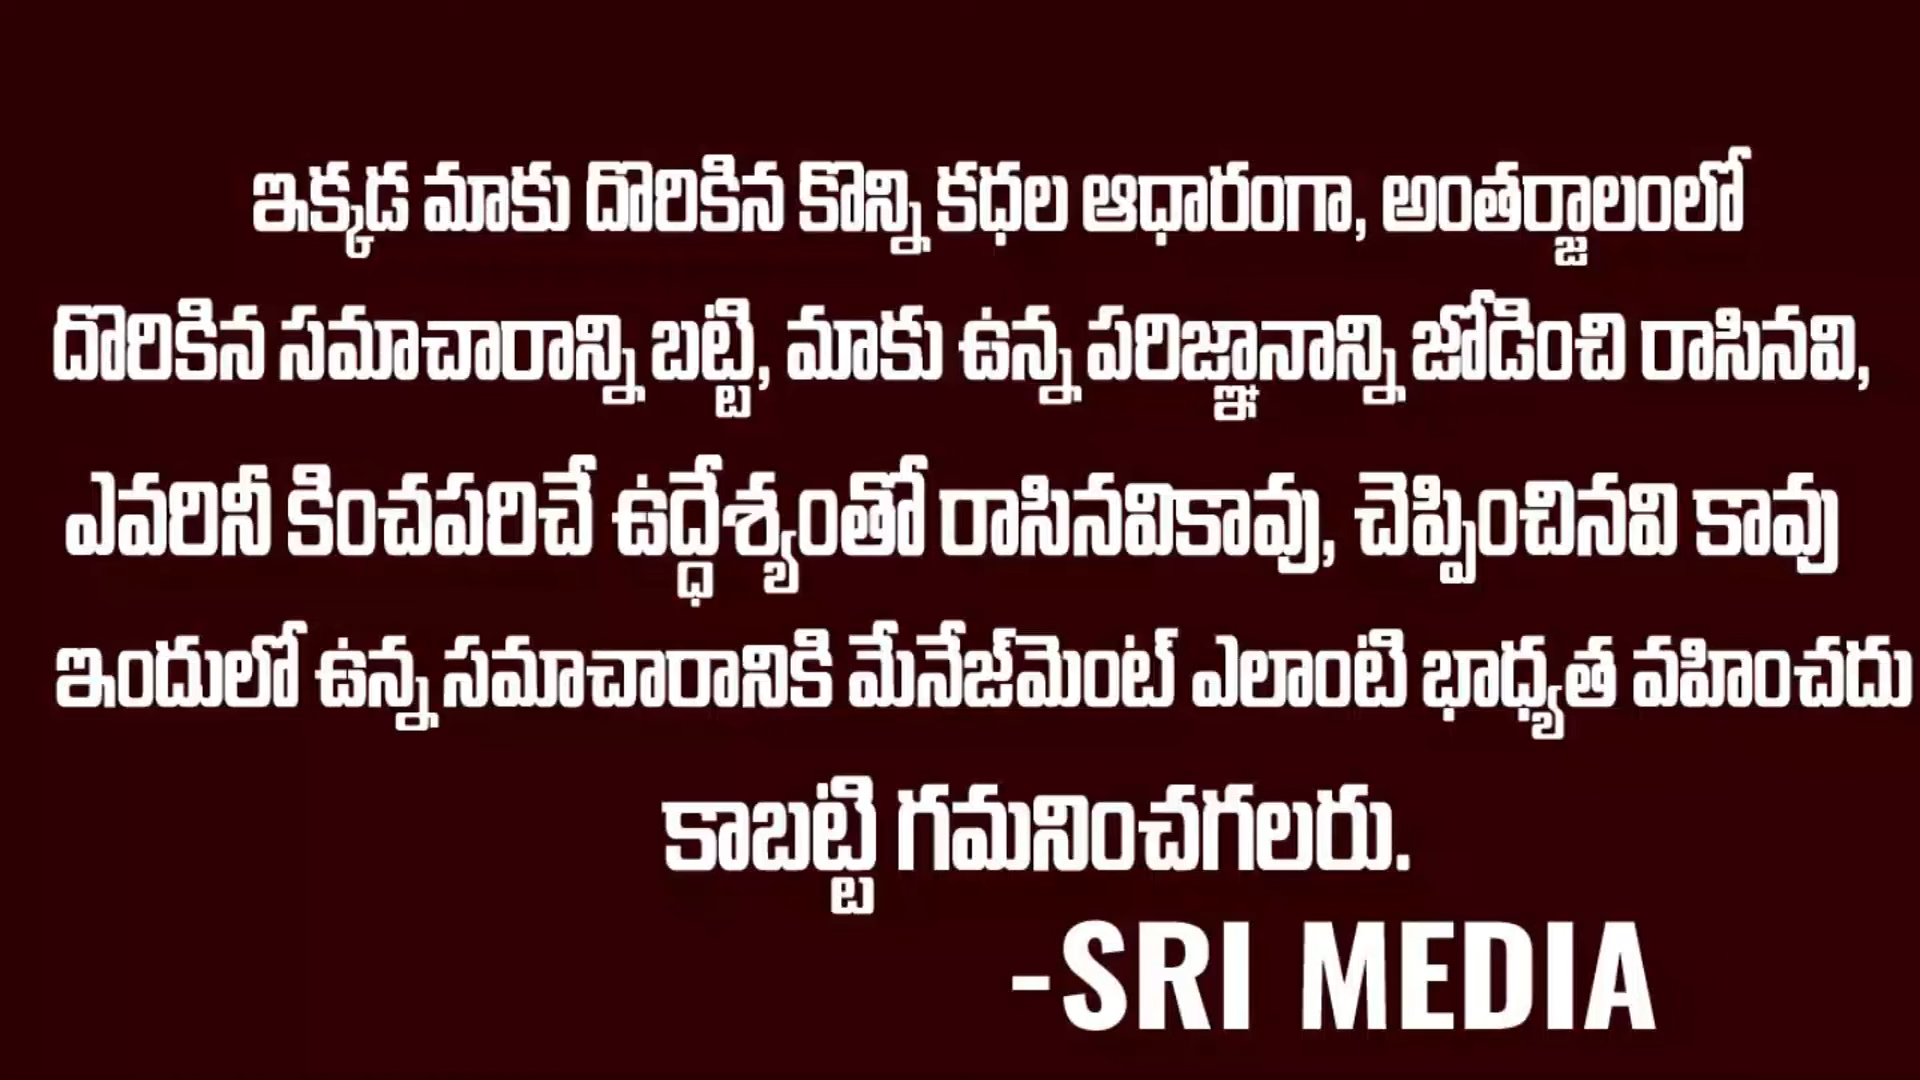 ఇక్కడ మాకు దొరికిన కొన్ని కధల ఆధారంగా, అంతర్జాలంలో
దొరికిన సమాచారాన్ని బట్టి, మాకు ఉన్న పరిజ్ఞానాన్ని జోడించి రాసినవి,
ఎవరినీ కించపరిచే ఉద్ధేశ్యంతో రాసినవికావు, చెప్పించినవి కావు
ఇందులో ఉన్న సమాచారానికి మేనేజ్‌మెంట్ ఎలాంటి భాధ్యత వహించదు
కాబట్టి గమనించగలరు.
-SRI MEDIA